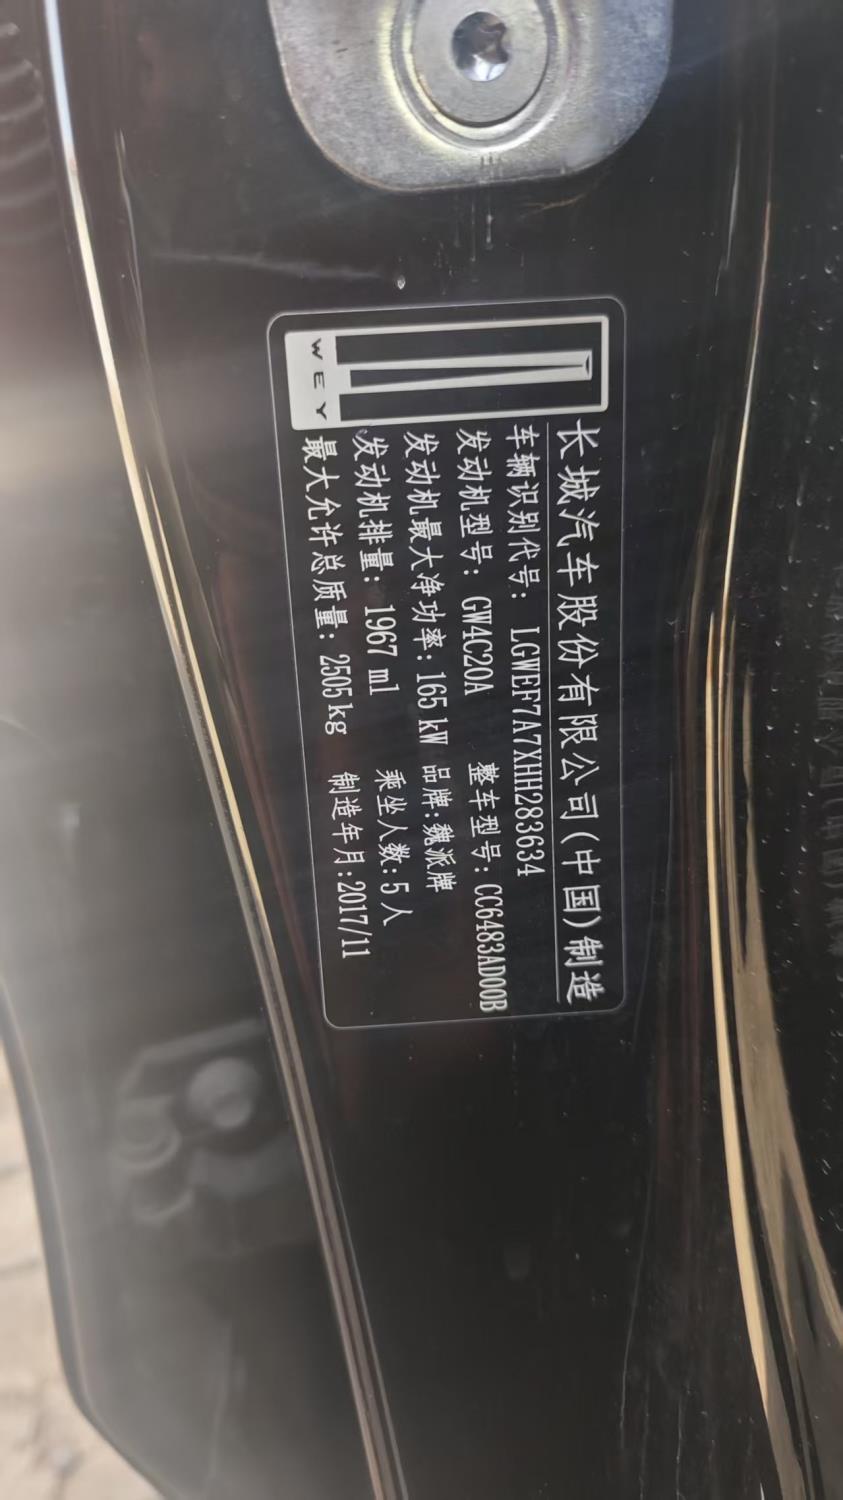 WEY
长城汽车股份有限公司(中国)制造
车辆识别代号: LGWEF7A7XHH283634
发动机型号: GW4C20A 整车型号: CC6483AD00B
发动机最大净功率: 165 kW 品牌: 魏派牌
发动机排量: 1967 ml 乘坐人数: 5 人
最大允许总质量: 2505 kg 制造年月: 2017/11